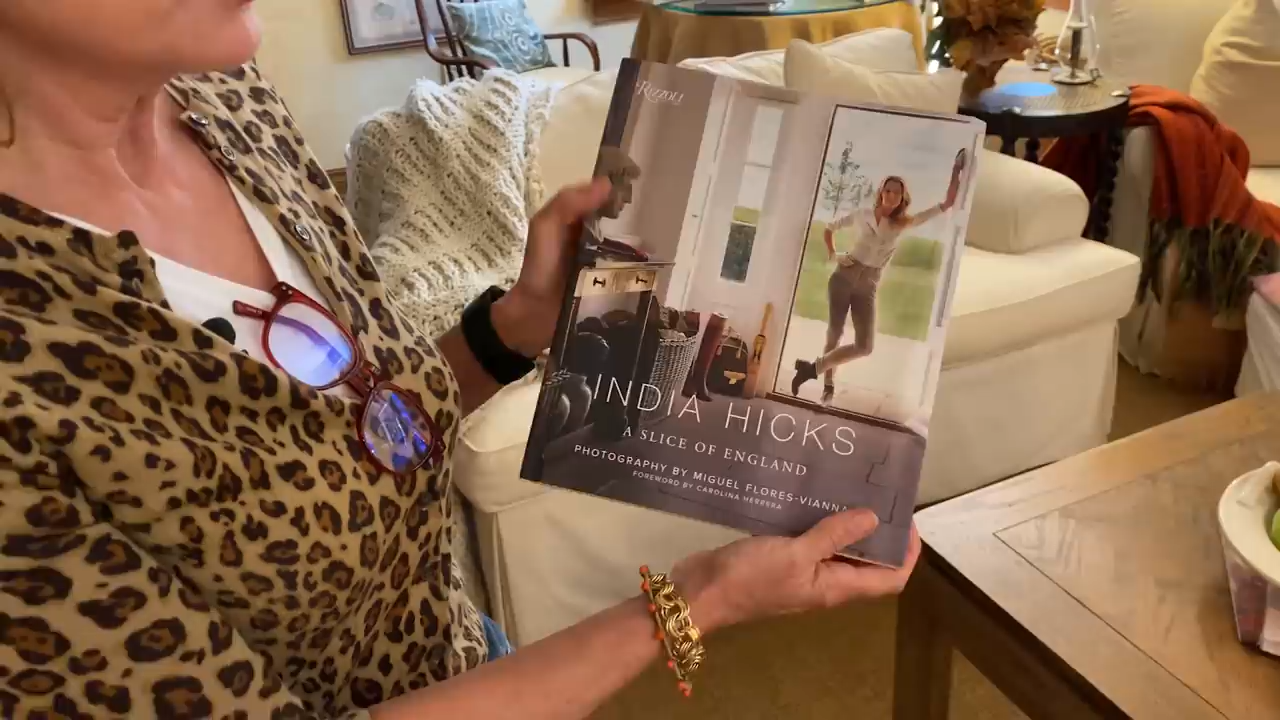 Rizzoli
INDIA HICKS
A SLICE OF ENGLAND
PHOTOGRAPHY BY MIGUEL FLORES-VIANNA
FOREWORD BY CAROLINA HERRERA